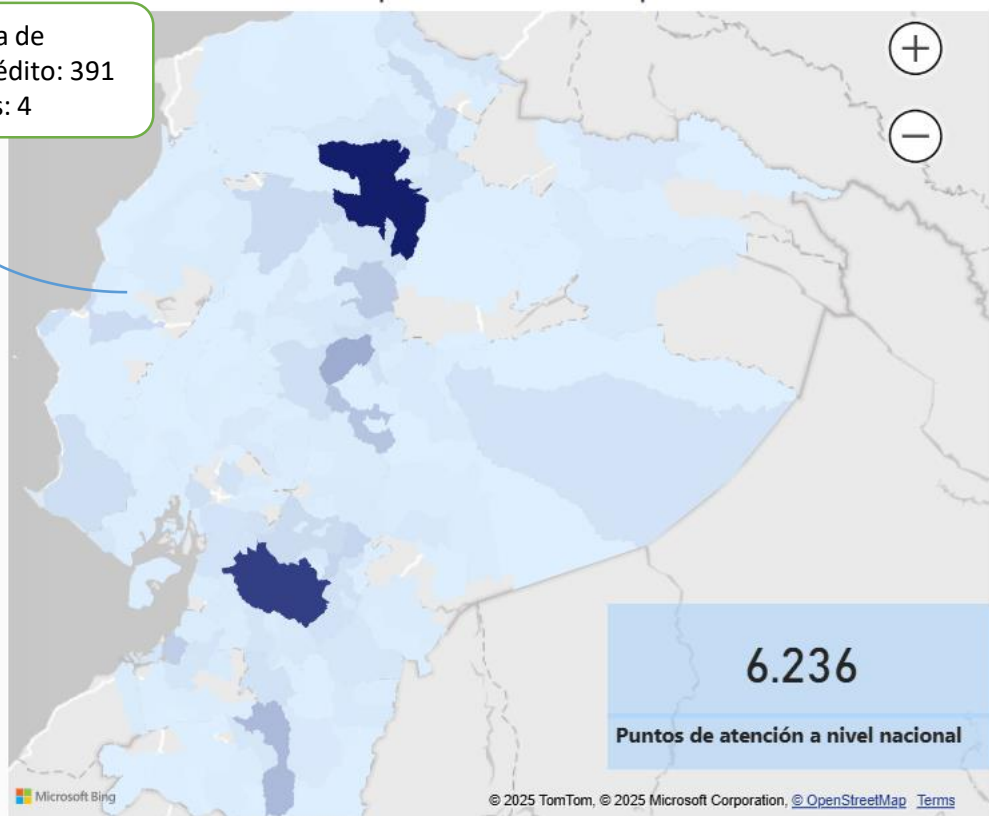 a de
édito: 391
s: 4
+
−
6.236
Puntos de atención a nivel nacional
Microsoft Bing
© 2025 TomTom, © 2025 Microsoft Corporation, © OpenStreetMap Terms